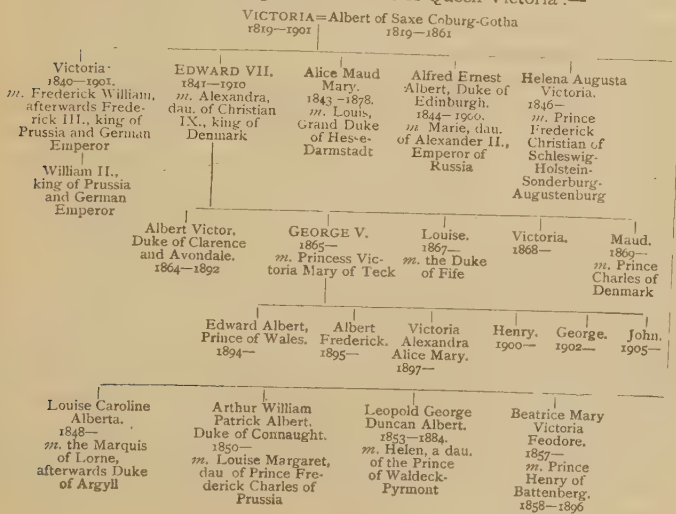 of Queen Victoria :—
VICTORIA=Albert of Saxe Coburg-Gotha
1819—1901 1819—1861
Victoria
1840—1901.
m. Frederick William,
afterwards Frede-
rick III., king of
Prussia and German
Emperor
William II.,
king of Prussia
and German
Emperor
EDWARD VII.
1841—1910
m. Alexandra,
dau. of Christian
IX., king of
Denmark
Alice Maud
Mary.
1843–1878.
m. Louis,
Grand Duke
of Hesse-
Darmstadt
Alfred Ernest
Albert, Duke of
Edinburgh.
1844–1900.
m Marie, dau.
of Alexander II.,
Emperor of
Russia
Helena Augusta
Victoria.
1846—
m. Prince
Frederick
Christian of
Schleswig-
Holstein-
Sonderburg-
Augustenburg
Albert Victor,
Duke of Clarence
and Avondale.
1864—1892
GEORGE V.
1865—
m. Princess Vic-
toria Mary of Teck
Louise.
1867—
m. the Duke
of Fife
Victoria.
1868—
Maud.
1869—
m. Prince
Charles of
Denmark
Edward Albert,
Prince of Wales.
1894—
Albert
Frederick.
1895—
Victoria
Alexandra
Alice Mary.
1897—
Henry.
1900—
George.
1902—
John.
1905—
Louise Caroline
Alberta.
1848—
m. the Marquis
of Lorne,
afterwards Duke
of Argyll
Arthur William
Patrick Albert,
Duke of Connaught.
1850—
m. Louise Margaret,
dau of Prince Fre-
derick Charles of
Prussia
Leopold George
Duncan Albert.
1853—1884.
m. Helen, a dau.
of the Prince
of Waldeck-
Pyrmont
Beatrice Mary
Victoria
Feodore.
1857—
m. Prince
Henry of
Battenberg.
1858—1896